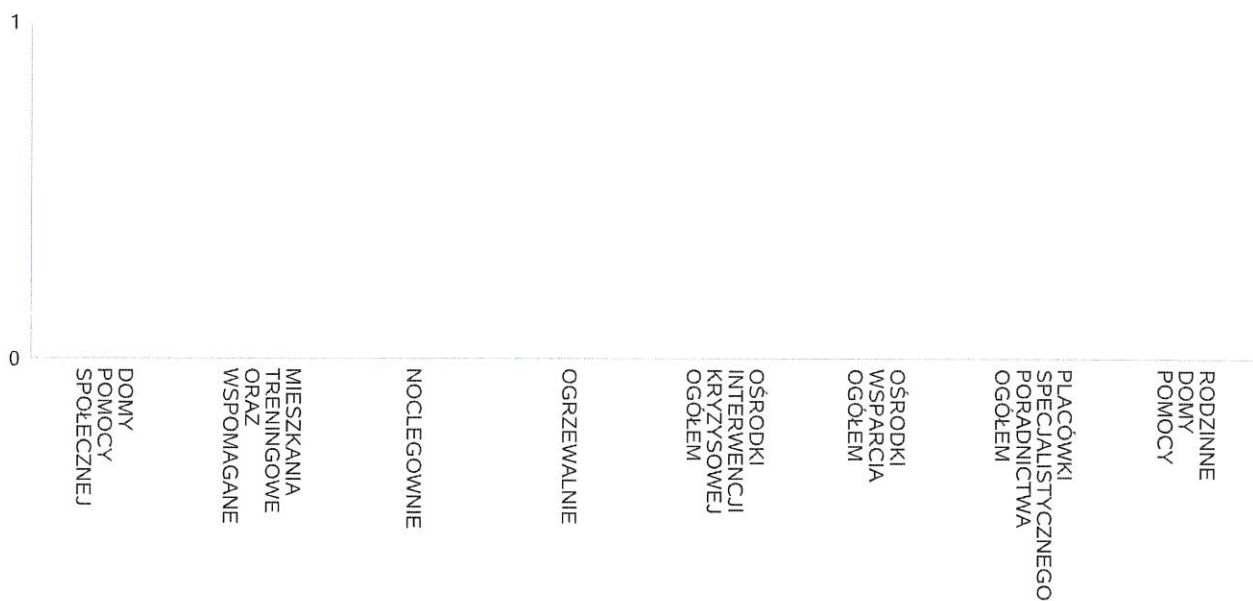 1
0
DOMY
POMOCY
SPOŁECZNEJ
MIESZKANIA
TRENINGOWE
ORAZ
WSPOMAGANE
NOCLEGOWNIE
OGRZEWALNIE
OŚRODKI
INTERWENCJI
KRYZYSOWEJ
OGÓŁEM
OŚRODKI
WSPARCIA
OGÓŁEM
PLACÓWKI
SPECJALISTYCZNEGO
PORADNICTWA
OGÓŁEM
RODZINNE
DOMY
POMOCY